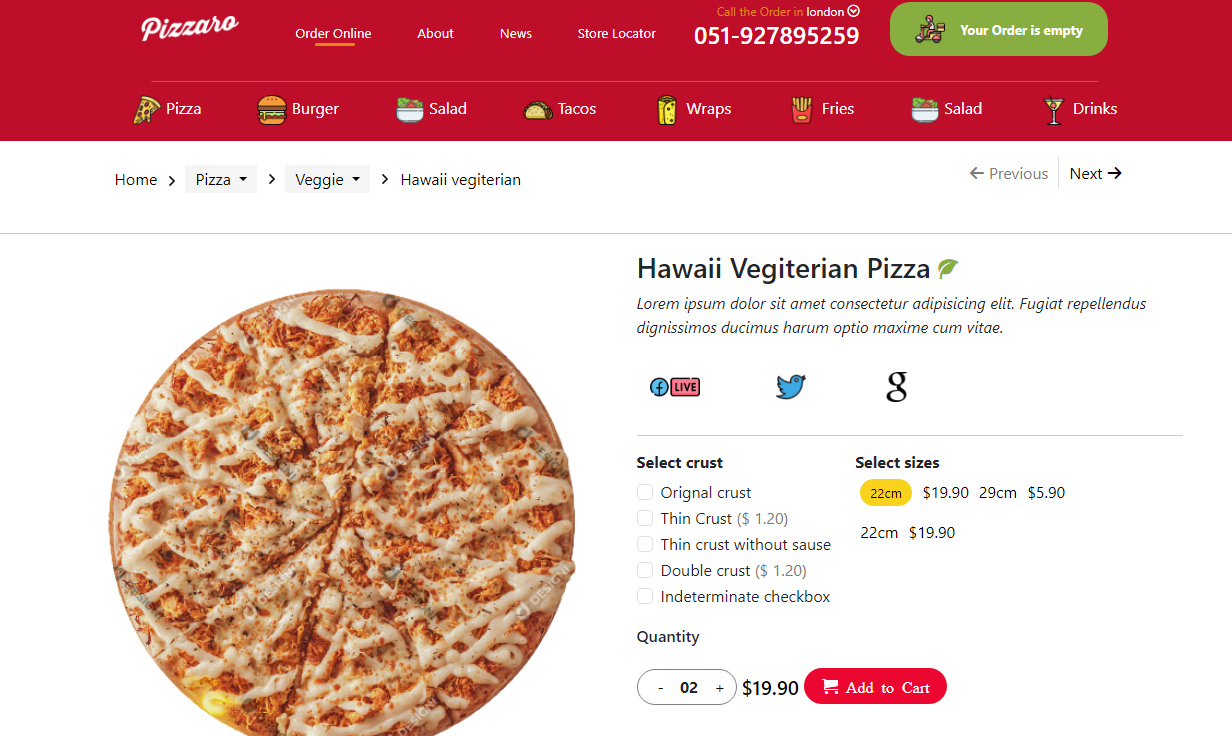 Pizzaro
Order Online About News Store Locator
Call the Order in london
051-927895259
Your Order is empty
Pizza Burger Salad Tacos Wraps Fries Salad Drinks
Home Pizza Veggie Hawaii vegiterian
Previous Next
Hawaii Vegiterian Pizza
Lorem ipsum dolor sit amet consectetur adipisicing elit. Fugiat repellendus
dignissimos ducimus harum optio maxime cum vitae.
LIVE
g
Select crust
Orignal crust
Thin Crust ($ 1.20)
Thin crust without sause
Double crust ($ 1.20)
Indeterminate checkbox
Select sizes
22cm $19.90 29cm $5.90
22cm $19.90
Quantity
- 02 + $19.90 Add to Cart